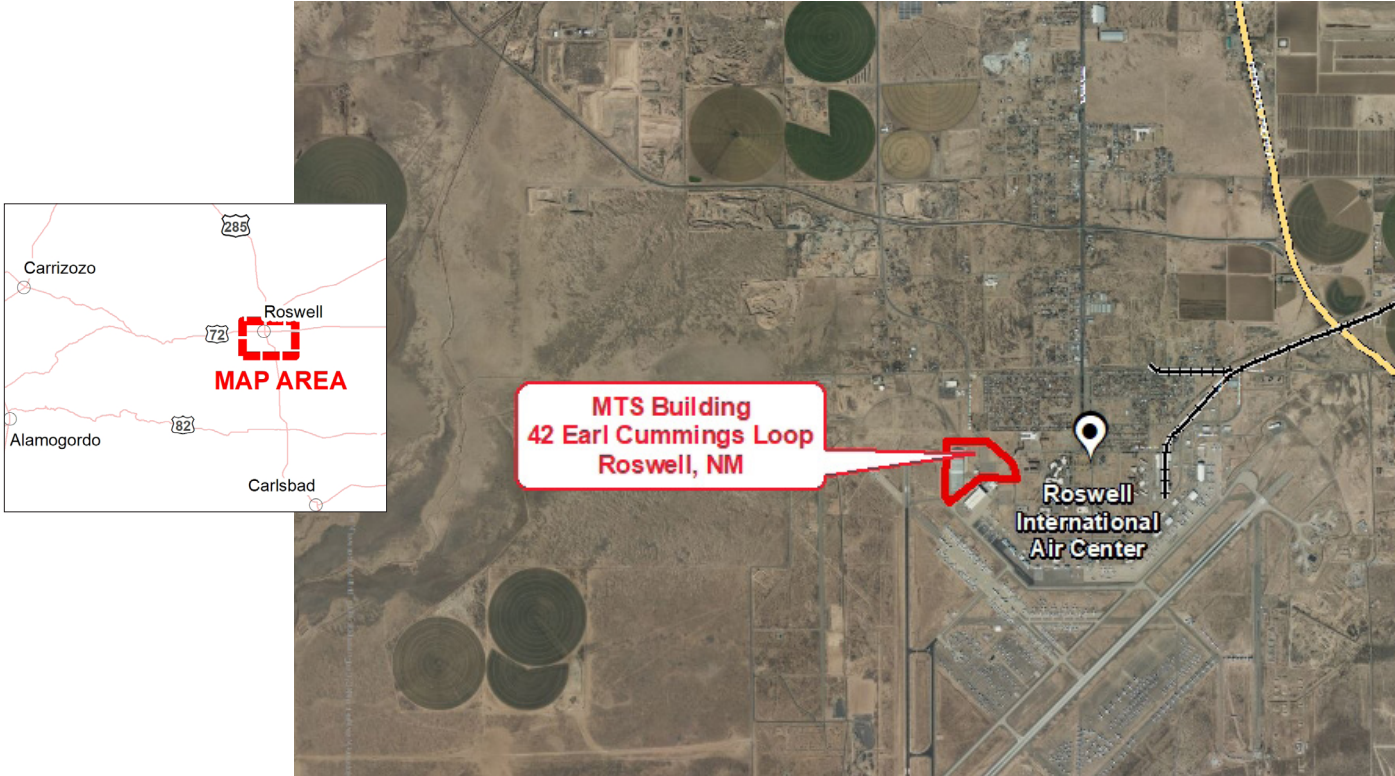 285
Carrizozo
Roswell
72
MAP AREA
82
Alamogordo
Carlsbad
MTS Building
42 Earl Cummings Loop
Roswell, NM
Roswell
International
Air Center